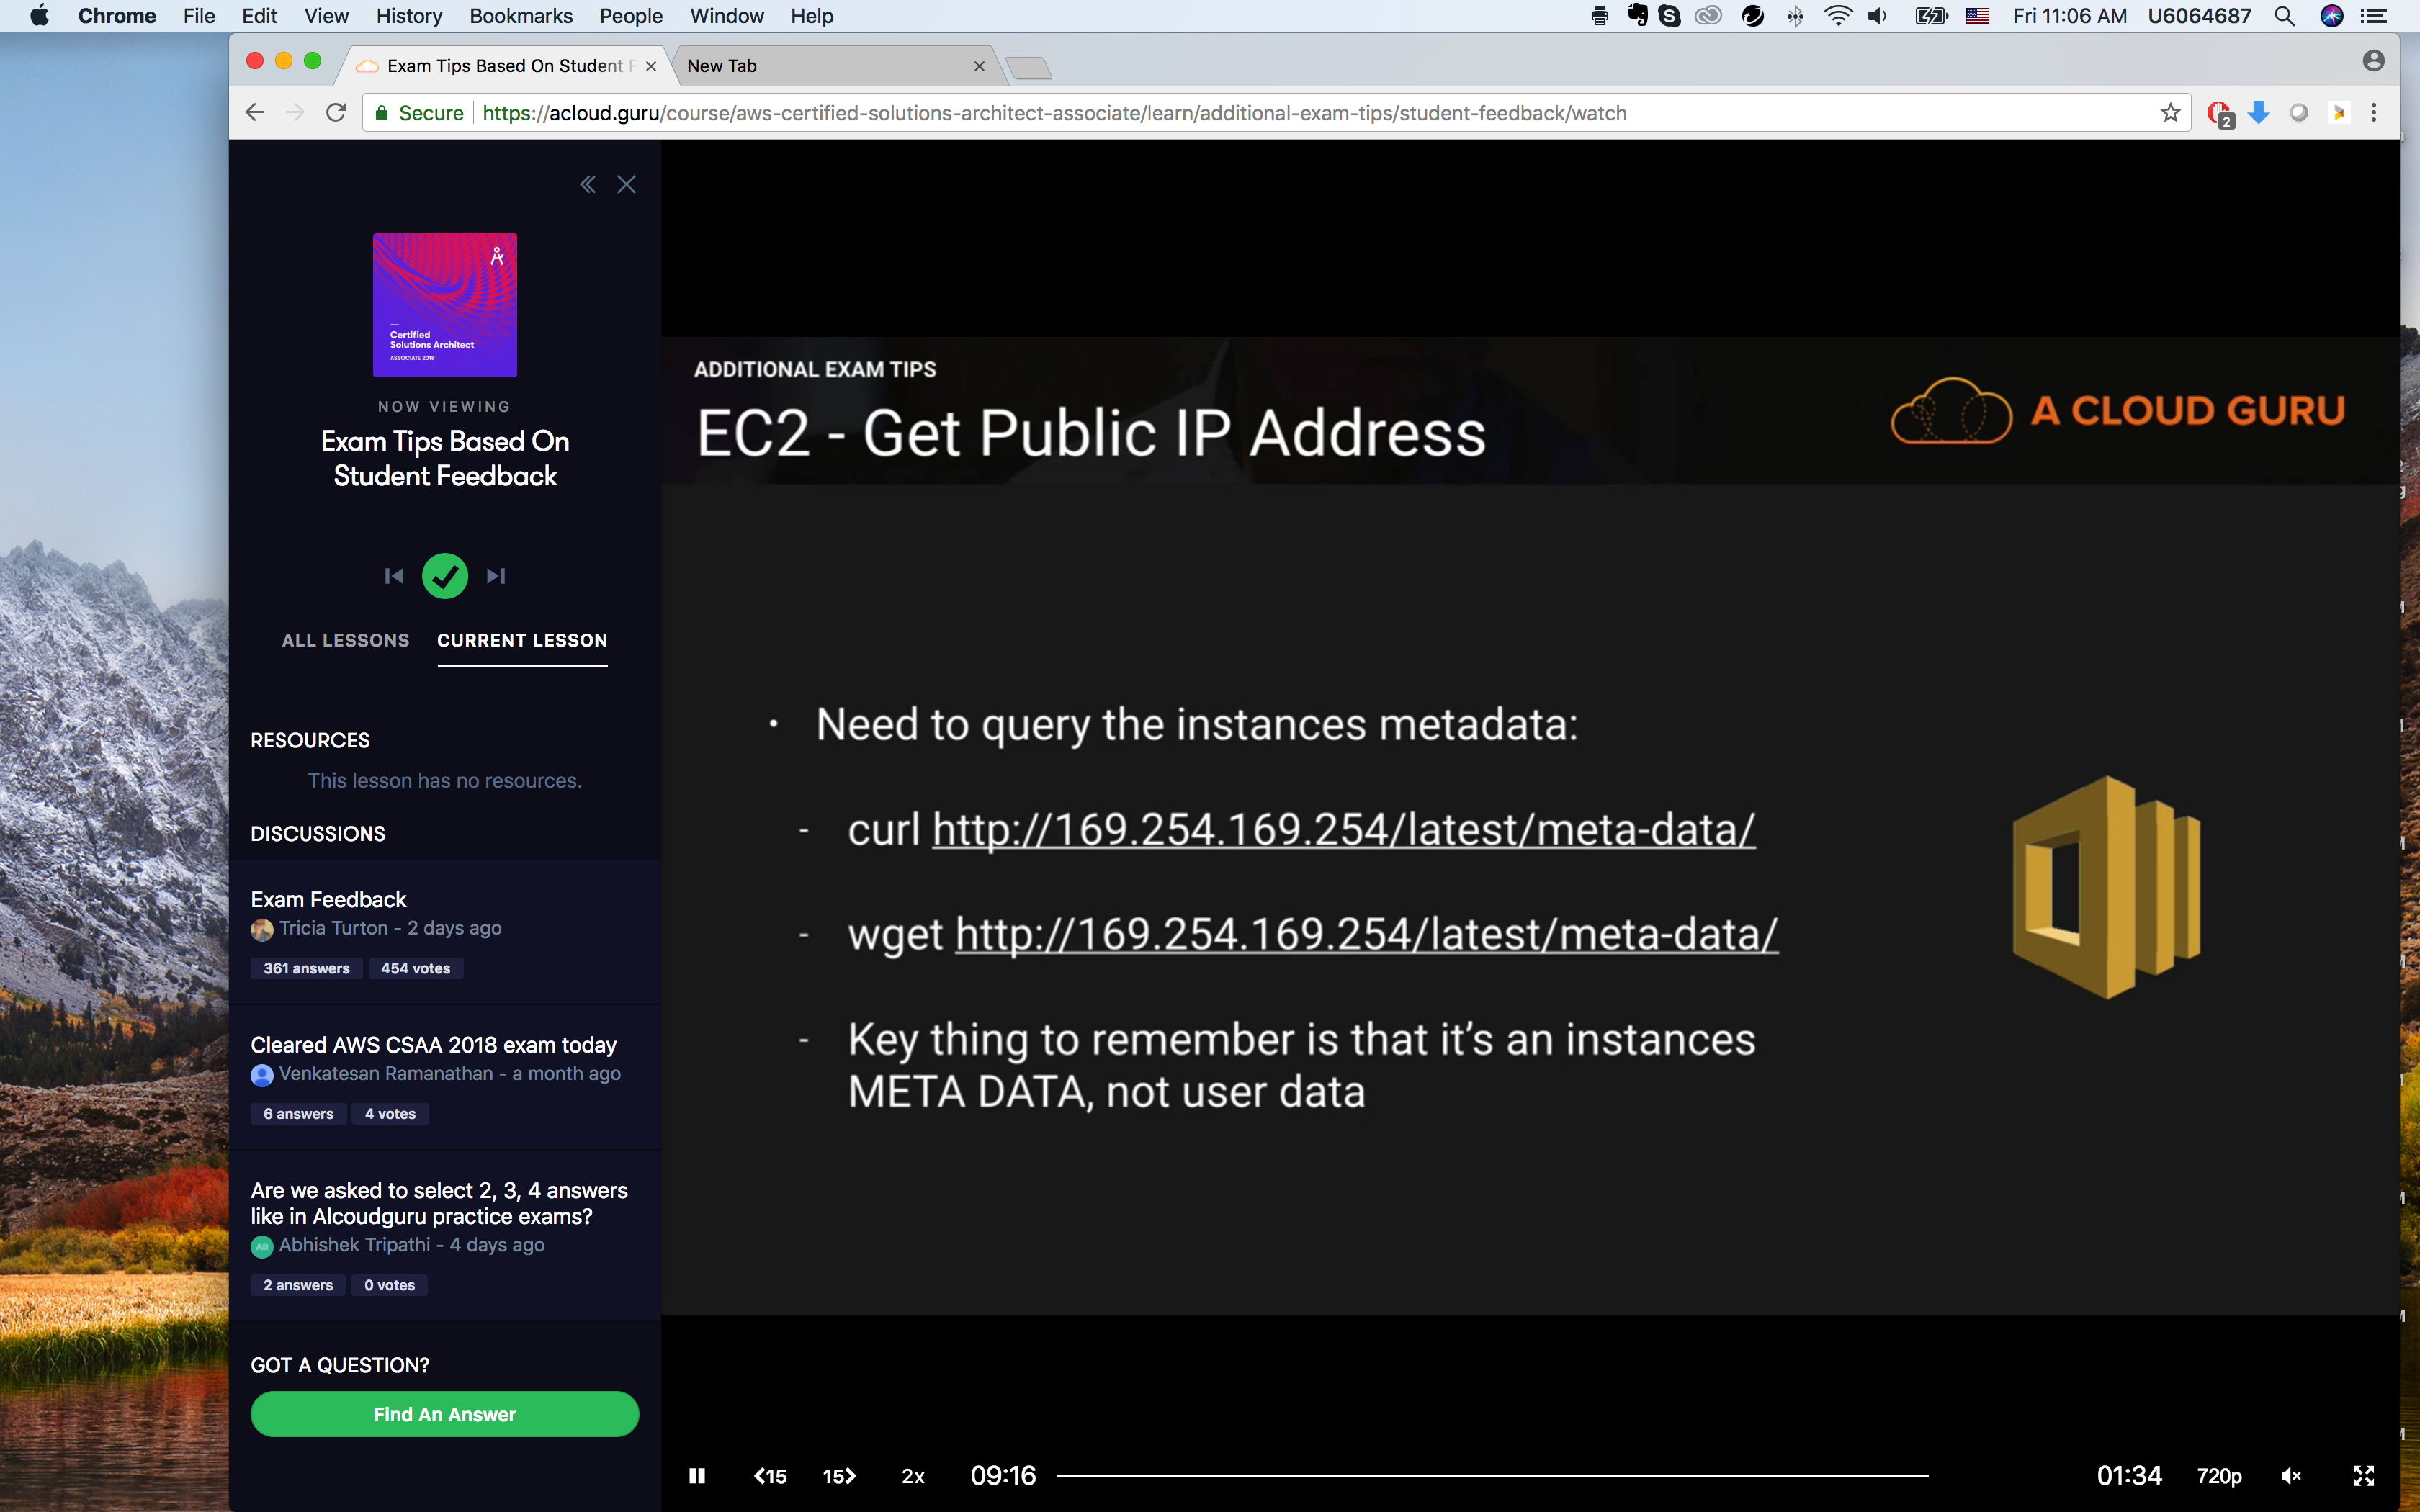 Chrome File Edit View History Bookmarks People Window Help Fri 11:06 AM U6064687
Exam Tips Based On Student F
New Tab
Secure https://acloud.guru/course/aws-certified-solutions-architect-associate/learn/additional-exam-tips/student-feedback/watch
2
Certified
Solutions Architect
ASSOCIATE 2018
NOW VIEWING
Exam Tips Based On
Student Feedback
ALL LESSONS CURRENT LESSON
RESOURCES
This lesson has no resources.
DISCUSSIONS
Exam Feedback
Tricia Turton - 2 days ago
361 answers 454 votes
Cleared AWS CSAA 2018 exam today
Venkatesan Ramanathan - a month ago
6 answers 4 votes
Are we asked to select 2, 3, 4 answers
like in Alcoudguru practice exams?
AB Abhishek Tripathi - 4 days ago
2 answers 0 votes
GOT A QUESTION?
Find An Answer
ADDITIONAL EXAM TIPS
EC2 - Get Public IP Address
A CLOUD GURU
• Need to query the instances metadata:
- curl http://169.254.169.254/latest/meta-data/
- wget http://169.254.169.254/latest/meta-data/
- Key thing to remember is that it's an instances
META DATA, not user data
<15 15> 2x 09:16 01:34 720p